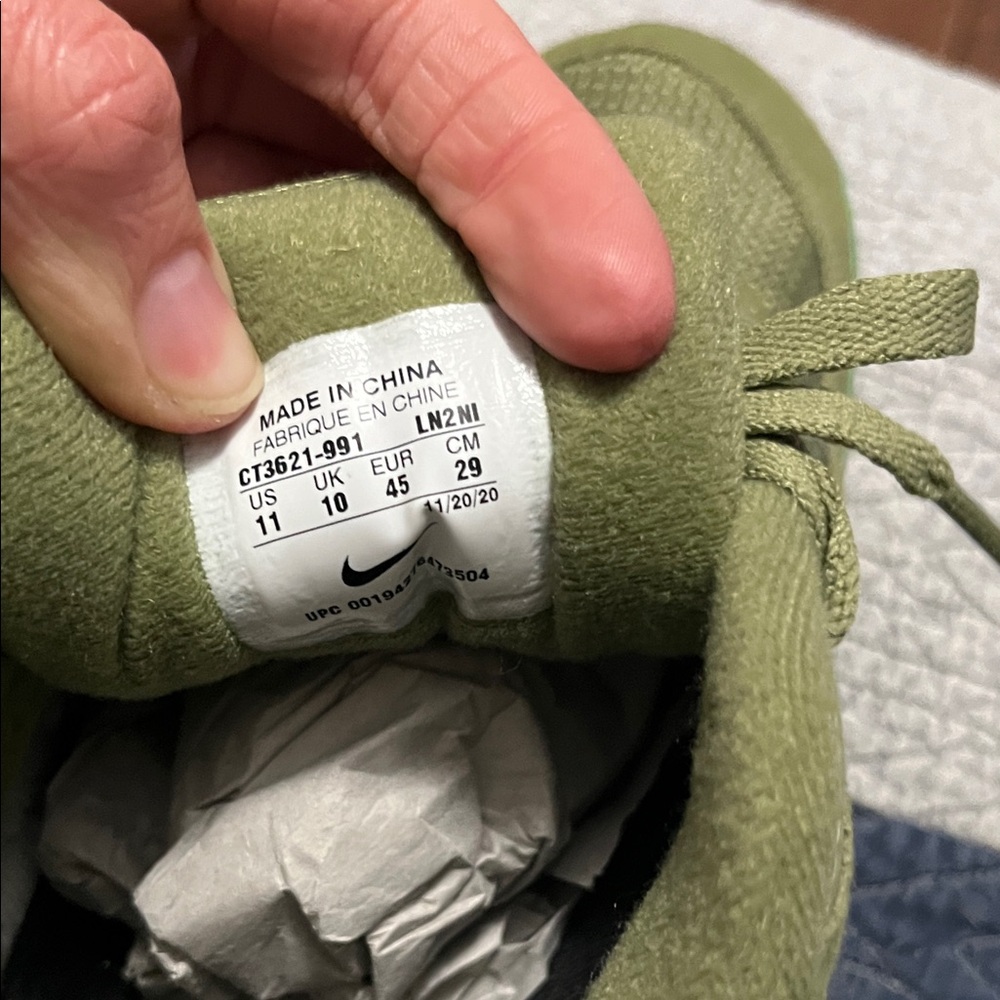 MADE IN CHINA
FABRIQUE EN CHINE
CT3621-991 LN2NI
US UK EUR CM
11 10 45 29
11/20/20
UPC